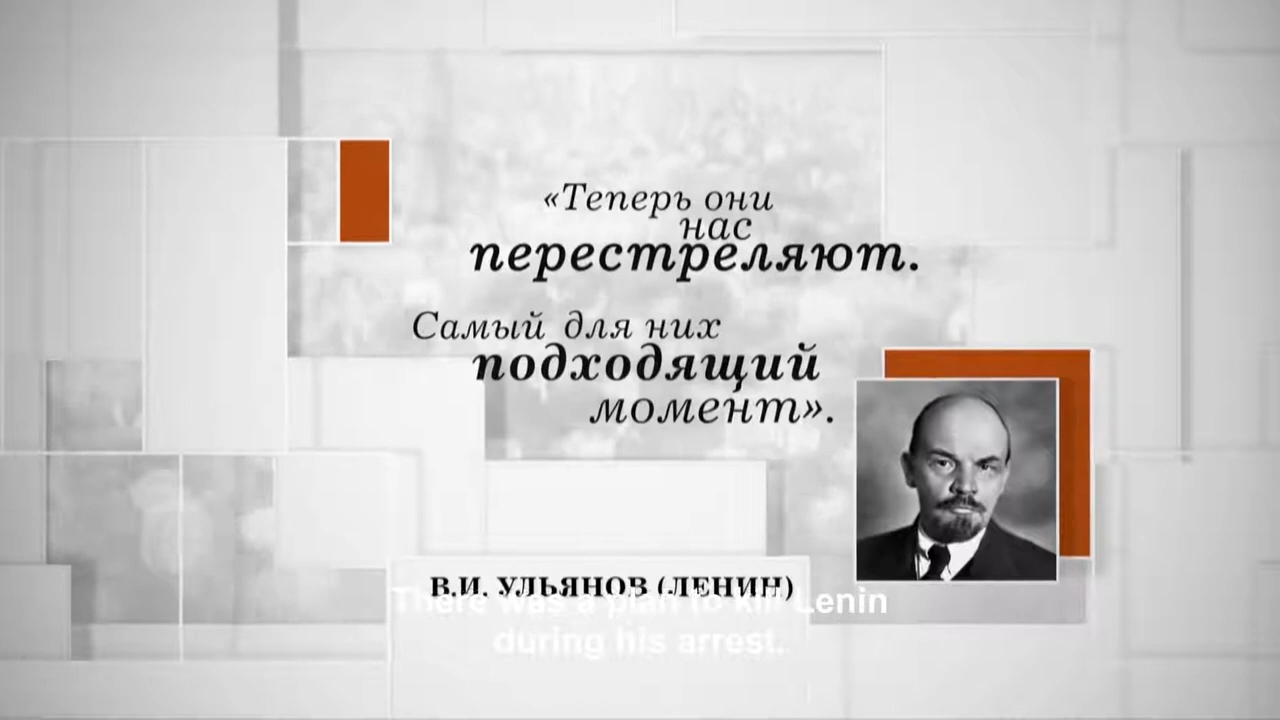 «Теперь они
нас
перестреляют.
Самый для них
подходящий
момент».
В.И. УЛЬЯНОВ (ЛЕНИН)
There was a plan to kill Lenin
during his arrest.